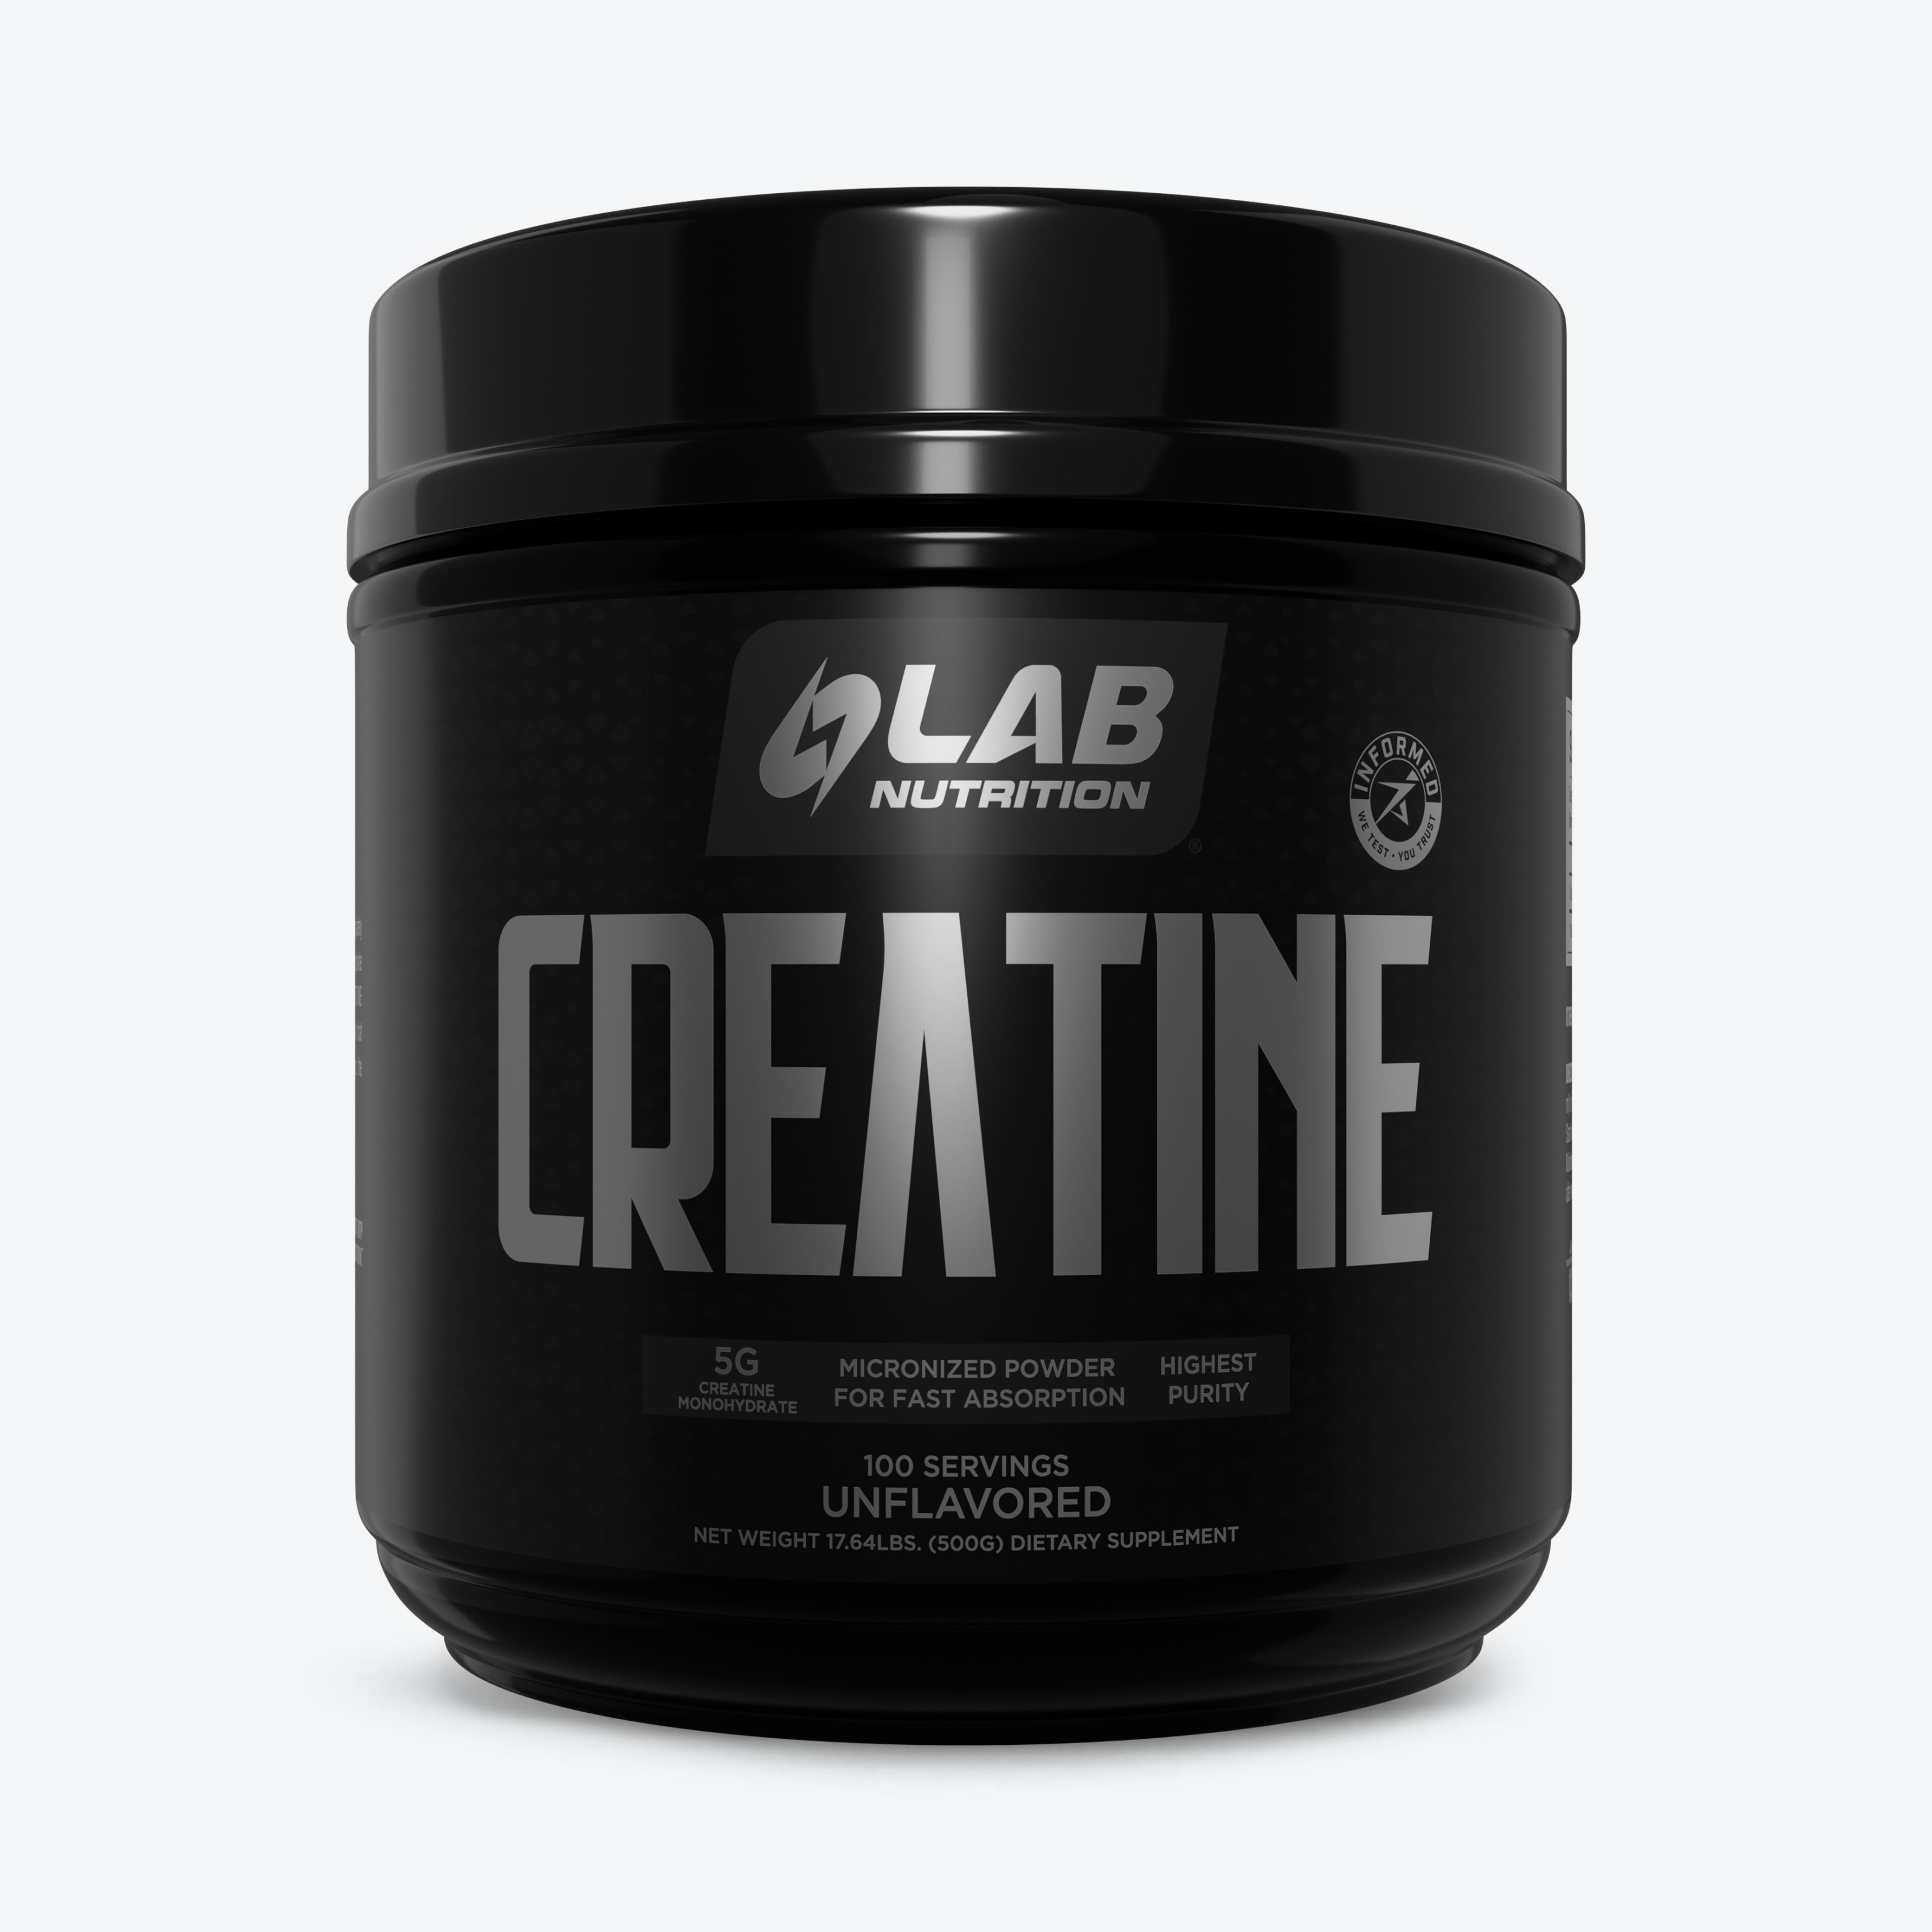 LAB
NUTRITION
®
INFORMED
WE TEST • YOU TRUST
CREATINE
5G
CREATINE
MONOHYDRATE
MICRONIZED POWDER
FOR FAST ABSORPTION
HIGHEST
PURITY
100 SERVINGS
UNFLAVORED
NET WEIGHT 17.64LBS. (500G) DIETARY SUPPLEMENT